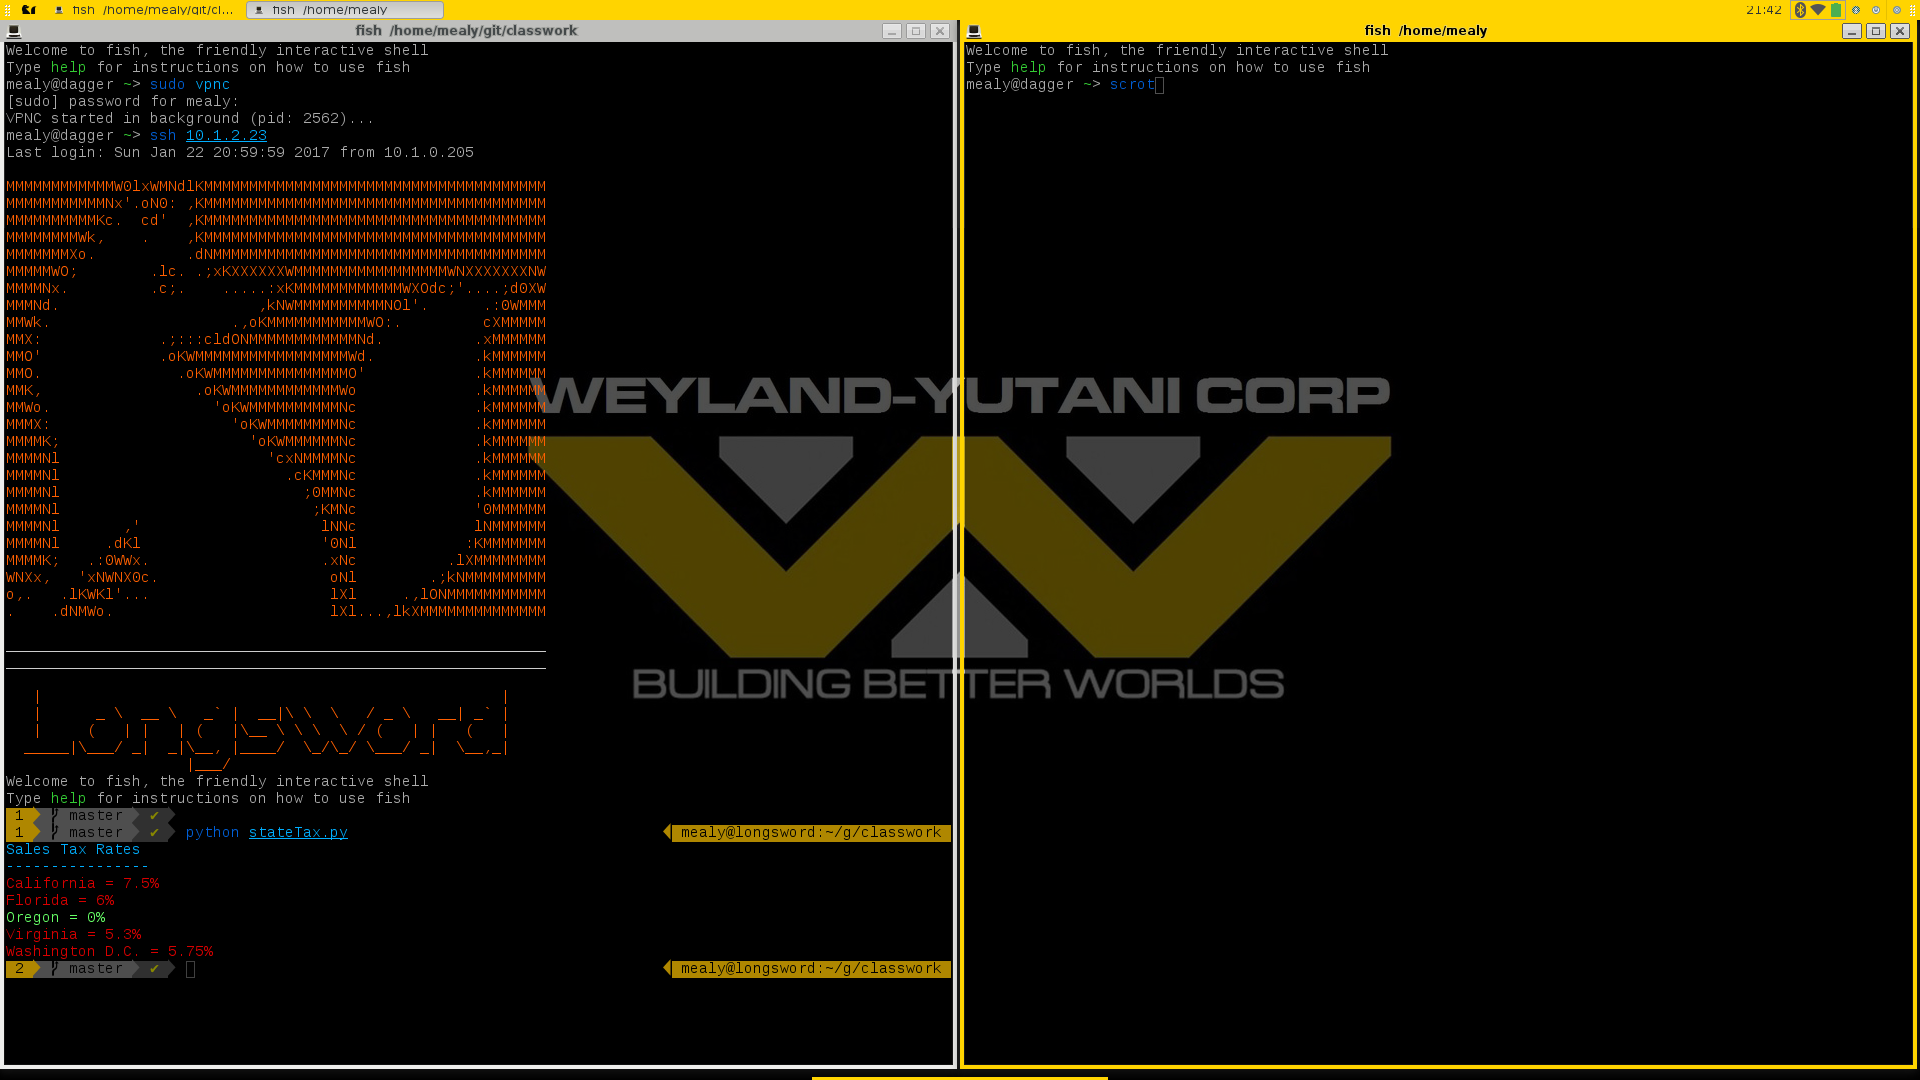 fish /home/mealy/git/cl...
fish /home/mealy
21:42
fish /home/mealy/git/classwork
Welcome to fish, the friendly interactive shell
Type help for instructions on how to use fish
mealy@dagger ~> sudo vpnc
[sudo] password for mealy:
VPNC started in background (pid: 2562)...
mealy@dagger ~> ssh 10.1.2.23
Last login: Sun Jan 22 20:59:59 2017 from 10.1.0.205
Longsword
Welcome to fish, the friendly interactive shell
Type help for instructions on how to use fish
1 master ✔
1 master ✔ python stateTax.py mealy@longsword:~/g/classwork
Sales Tax Rates
----------------
California = 7.5%
Florida = 6%
Oregon = 0%
Virginia = 5.3%
Washington D.C. = 5.75%
2 master ✔ mealy@longsword:~/g/classwork
fish /home/mealy
Welcome to fish, the friendly interactive shell
Type help for instructions on how to use fish
mealy@dagger ~> scrot
WEYLAND-YUTANI CORP
BUILDING BETTER WORLDS